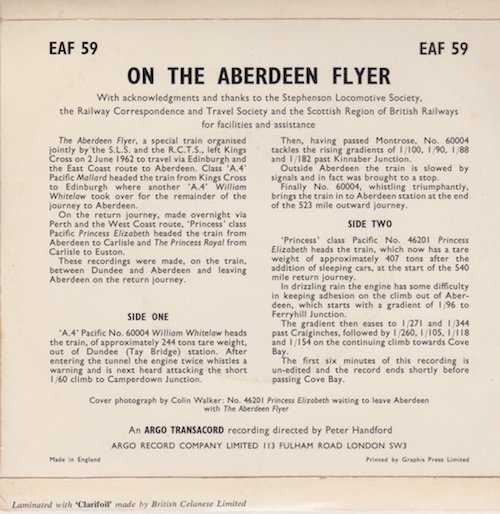 EAF 59
EAF 59
ON THE ABERDEEN FLYER
With acknowledgments and thanks to the Stephenson Locomotive Society,
the Railway Correspondence and Travel Society and the Scottish Region of British Railways
for facilities and assistance
The Aberdeen Flyer, a special train organised
jointly by the S.L.S. and the R.C.T.S., left Kings
Cross on 2 June 1962 to travel via Edinburgh and
the East Coast route to Aberdeen. Class 'A.4'
Pacific Mallard headed the train from Kings Cross
to Edinburgh where another 'A.4' William
Whitelaw took over for the remainder of the
journey to Aberdeen.
On the return journey, made overnight via
Perth and the West Coast route, 'Princess' class
Pacific Princess Elizabeth headed the train from
Aberdeen to Carlisle and The Princess Royal from
Carlisle to Euston.
These recordings were made, on the train,
between Dundee and Aberdeen and leaving
Aberdeen on the return journey.
SIDE ONE
'A.4' Pacific No. 60004 William Whitelaw heads
the train, of approximately 244 tons tare weight,
out of Dundee (Tay Bridge) station. After
entering the tunnel the engine twice whistles a
warning and is next heard attacking the short
1/60 climb to Camperdown Junction.
Then, having passed Montrose, No. 60004
tackles the rising gradients of 1/100, 1/90, 1/88
and 1/182 past Kinnaber Junction.
Outside Aberdeen the train is slowed by
signals and in fact was brought to a stop.
Finally No. 60004, whistling triumphantly,
brings the train in to Aberdeen station at the end
of the 523 mile outward journey.
SIDE TWO
'Princess' class Pacific No. 46201 Princess
Elizabeth heads the train, which now has a tare
weight of approximately 407 tons after the
addition of sleeping cars, at the start of the 540
mile return journey.
In drizzling rain the engine has some difficulty
in keeping adhesion on the climb out of Aber-
deen, which starts with a gradient of 1/96 to
Ferryhill Junction.
The gradient then eases to 1/271 and 1/344
past Craiginches, followed by 1/260, 1/105, 1/118
and 1/154 on the continuing climb towards Cove
Bay.
The first six minutes of this recording is
un-edited and the record ends shortly before
passing Cove Bay.
Cover photograph by Colin Walker: No. 46201 Princess Elizabeth waiting to leave Aberdeen
with The Aberdeen Flyer
An ARGO TRANSACORD recording directed by Peter Handford
ARGO RECORD COMPANY LIMITED 113 FULHAM ROAD LONDON SW3
Made in England
Printed by Graphis Press Limited
Laminated with 'Clarifoil' made by British Celanese Limited